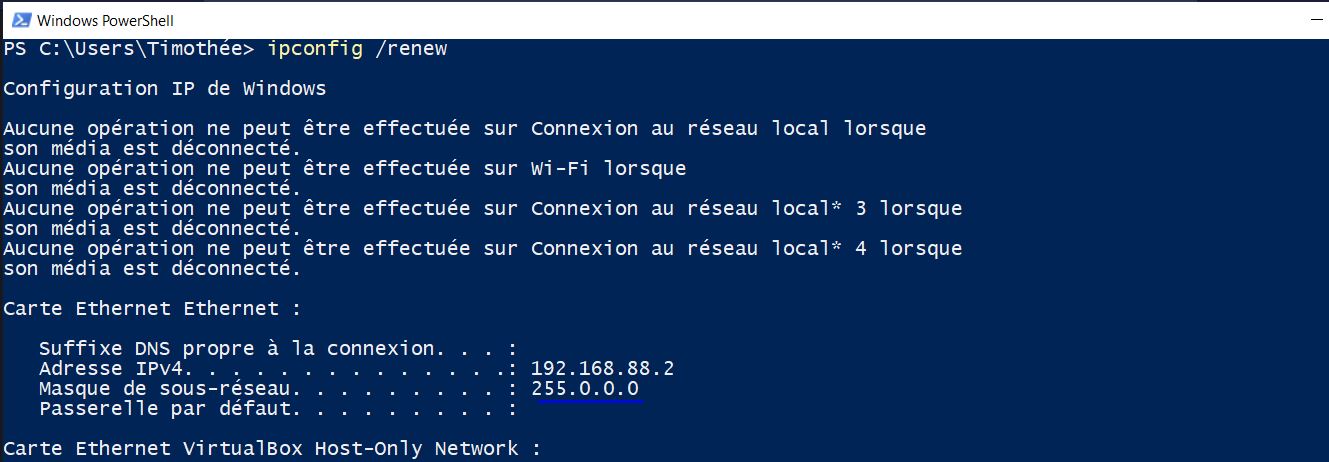 Windows PowerShell
PS C:\Users\Timothée> ipconfig /renew
Configuration IP de Windows
Aucune opération ne peut être effectuée sur Connexion au réseau local lorsque
son média est déconnecté.
Aucune opération ne peut être effectuée sur Wi-Fi lorsque
son média est déconnecté.
Aucune opération ne peut être effectuée sur Connexion au réseau local* 3 lorsque
son média est déconnecté.
Aucune opération ne peut être effectuée sur Connexion au réseau local* 4 lorsque
son média est déconnecté.
Carte Ethernet Ethernet :
Suffixe DNS propre à la connexion. . . :
Adresse IPv4. . . . . . . . . . . . . .: 192.168.88.2
Masque de sous-réseau. . . . . . . . . : 255.0.0.0
Passerelle par défaut. . . . . . . . . :
Carte Ethernet VirtualBox Host-Only Network :